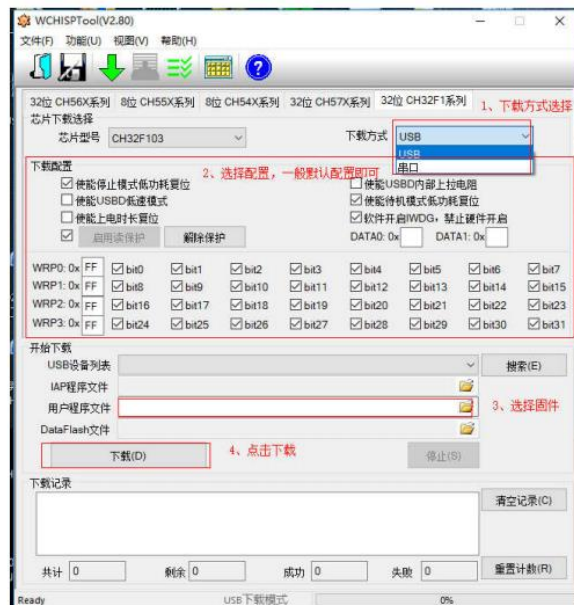 WCHISPTool(V2.80)
文件(F) 功能(U) 视图(V) 帮助(H)
32位 CH56X系列 8位 CH55X系列 8位 CH54X系列 32位 CH57X系列 32位 CH32F1系列
1、下载方式选择
芯片下载选择
芯片型号 CH32F103 下载方式 USB
USB
串口
下载配置
2、选择配置，一般默认配置即可
使能停止模式低功耗复位 使能USBD内部上拉电阻
使能USBD低速模式 使能待机模式低功耗复位
使能上电时长复位 软件开启IWDG，禁止硬件开启
启用读保护 解除保护 DATA0: 0x DATA1: 0x
WRP0: 0x FF bit0 bit1 bit2 bit3 bit4 bit5 bit6 bit7
WRP1: 0x FF bit8 bit9 bit10 bit11 bit12 bit13 bit14 bit15
WRP2: 0x FF bit16 bit17 bit18 bit19 bit20 bit21 bit22 bit23
WRP3: 0x FF bit24 bit25 bit26 bit27 bit28 bit29 bit30 bit31
开始下载
USB设备列表 搜索(E)
IAP程序文件
用户程序文件 3、选择固件
DataFlash文件
下载(D) 4、点击下载 停止(S)
下载记录
清空记录(C)
共计 0 剩余 0 成功 0 失败 0 重置计数(R)
Ready USB下载模式 0%